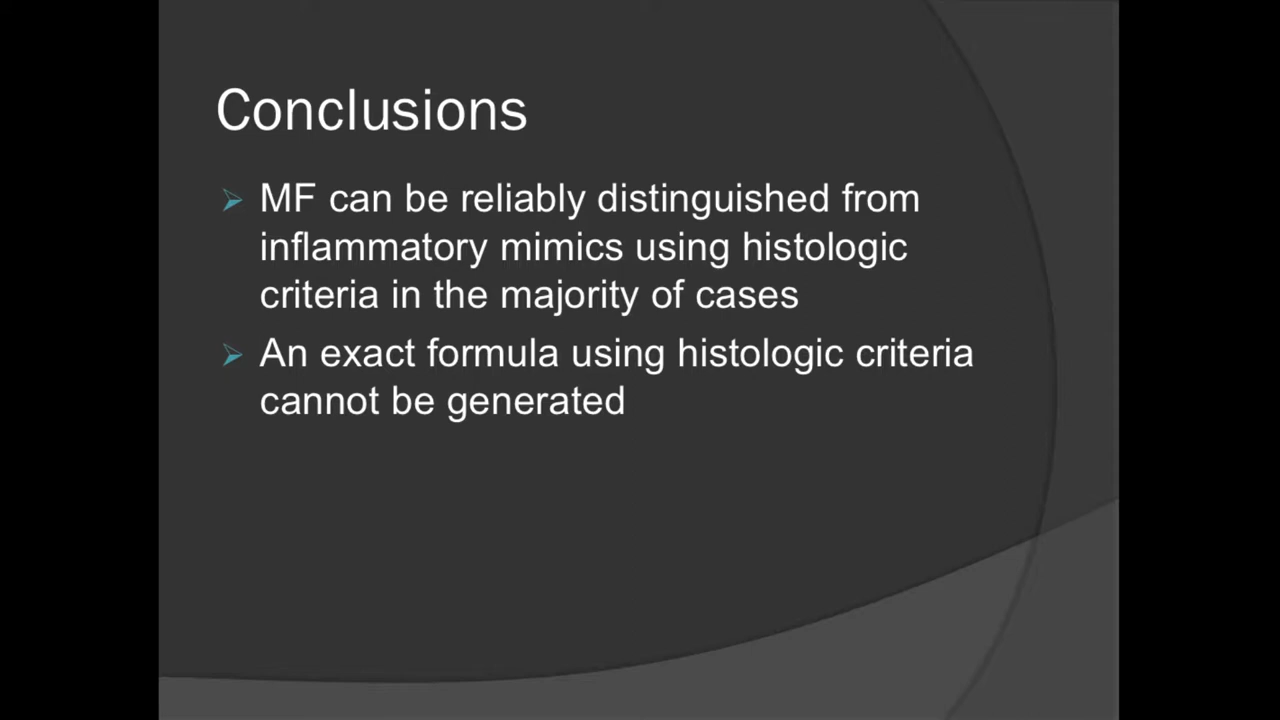 Conclusions
MF can be reliably distinguished from
inflammatory mimics using histologic
criteria in the majority of cases
An exact formula using histologic criteria
cannot be generated